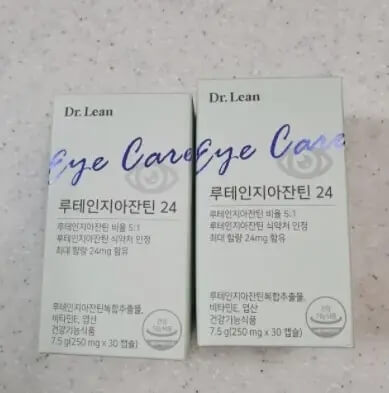 Dr. Lean
Eye Care
루테인지아잔틴 24
루테인지아잔틴 비율 5:1
루테인지아잔틴 식약처 인정
최대 함량 24mg 함유
루테인지아잔틴복합추출물,
비타민E, 엽산
건강기능식품
7.5 g(250 mg x 30 캡슐)
Dr. Lean
Eye Care
루테인지아잔틴 24
루테인지아잔틴 비율 5:1
루테인지아잔틴 식약처 인정
최대 함량 24mg 함유
루테인지아잔틴복합추출물,
비타민E, 엽산
건강기능식품
7.5 g(250 mg x 30 캡슐)